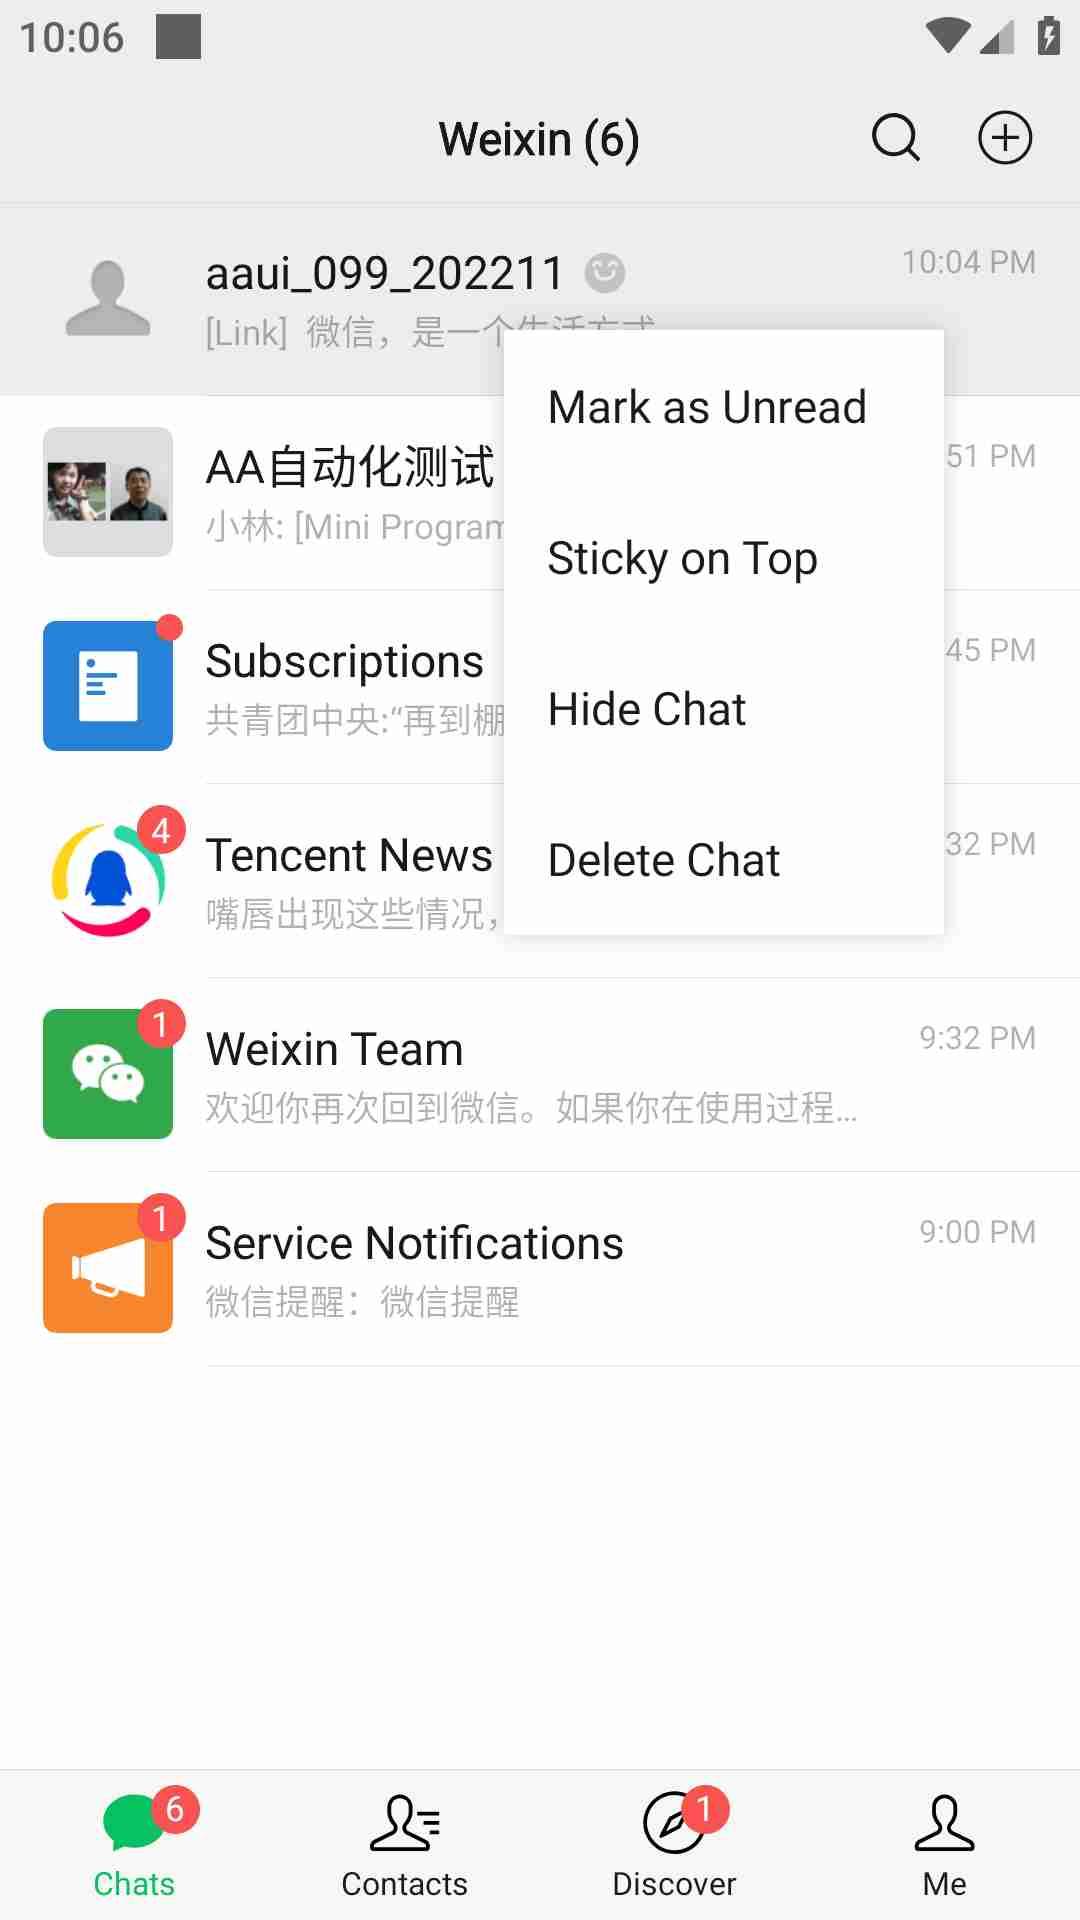 10:06
Weixin (6)
aaui_099_202211
10:04 PM
[Link] 微信，是一个生活方式
Mark as Unread
Sticky on Top
Hide Chat
Delete Chat
AA自动化测试
51 PM
小林: [Mini Program
Subscriptions
45 PM
共青团中央:“再到棚
4
Tencent News
32 PM
嘴唇出现这些情况，
1
Weixin Team
9:32 PM
欢迎你再次回到微信。如果你在使用过程...
1
Service Notifications
9:00 PM
微信提醒：微信提醒
6
1
Chats
Contacts
Discover
Me